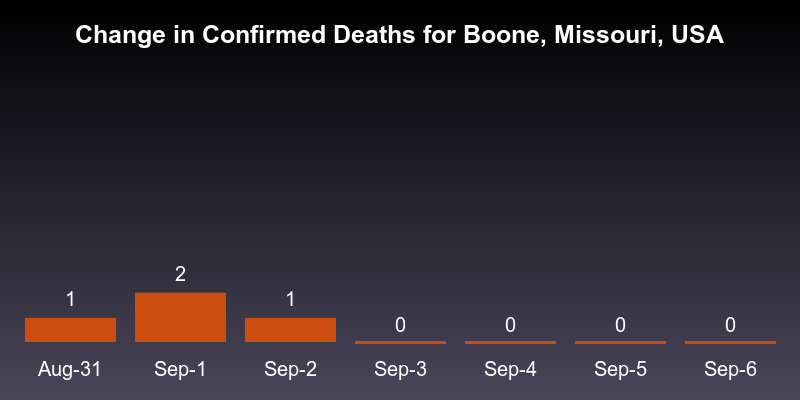 Change in Confirmed Deaths for Boone, Missouri, USA
1 2 1 0 0 0 0
Aug-31 Sep-1 Sep-2 Sep-3 Sep-4 Sep-5 Sep-6